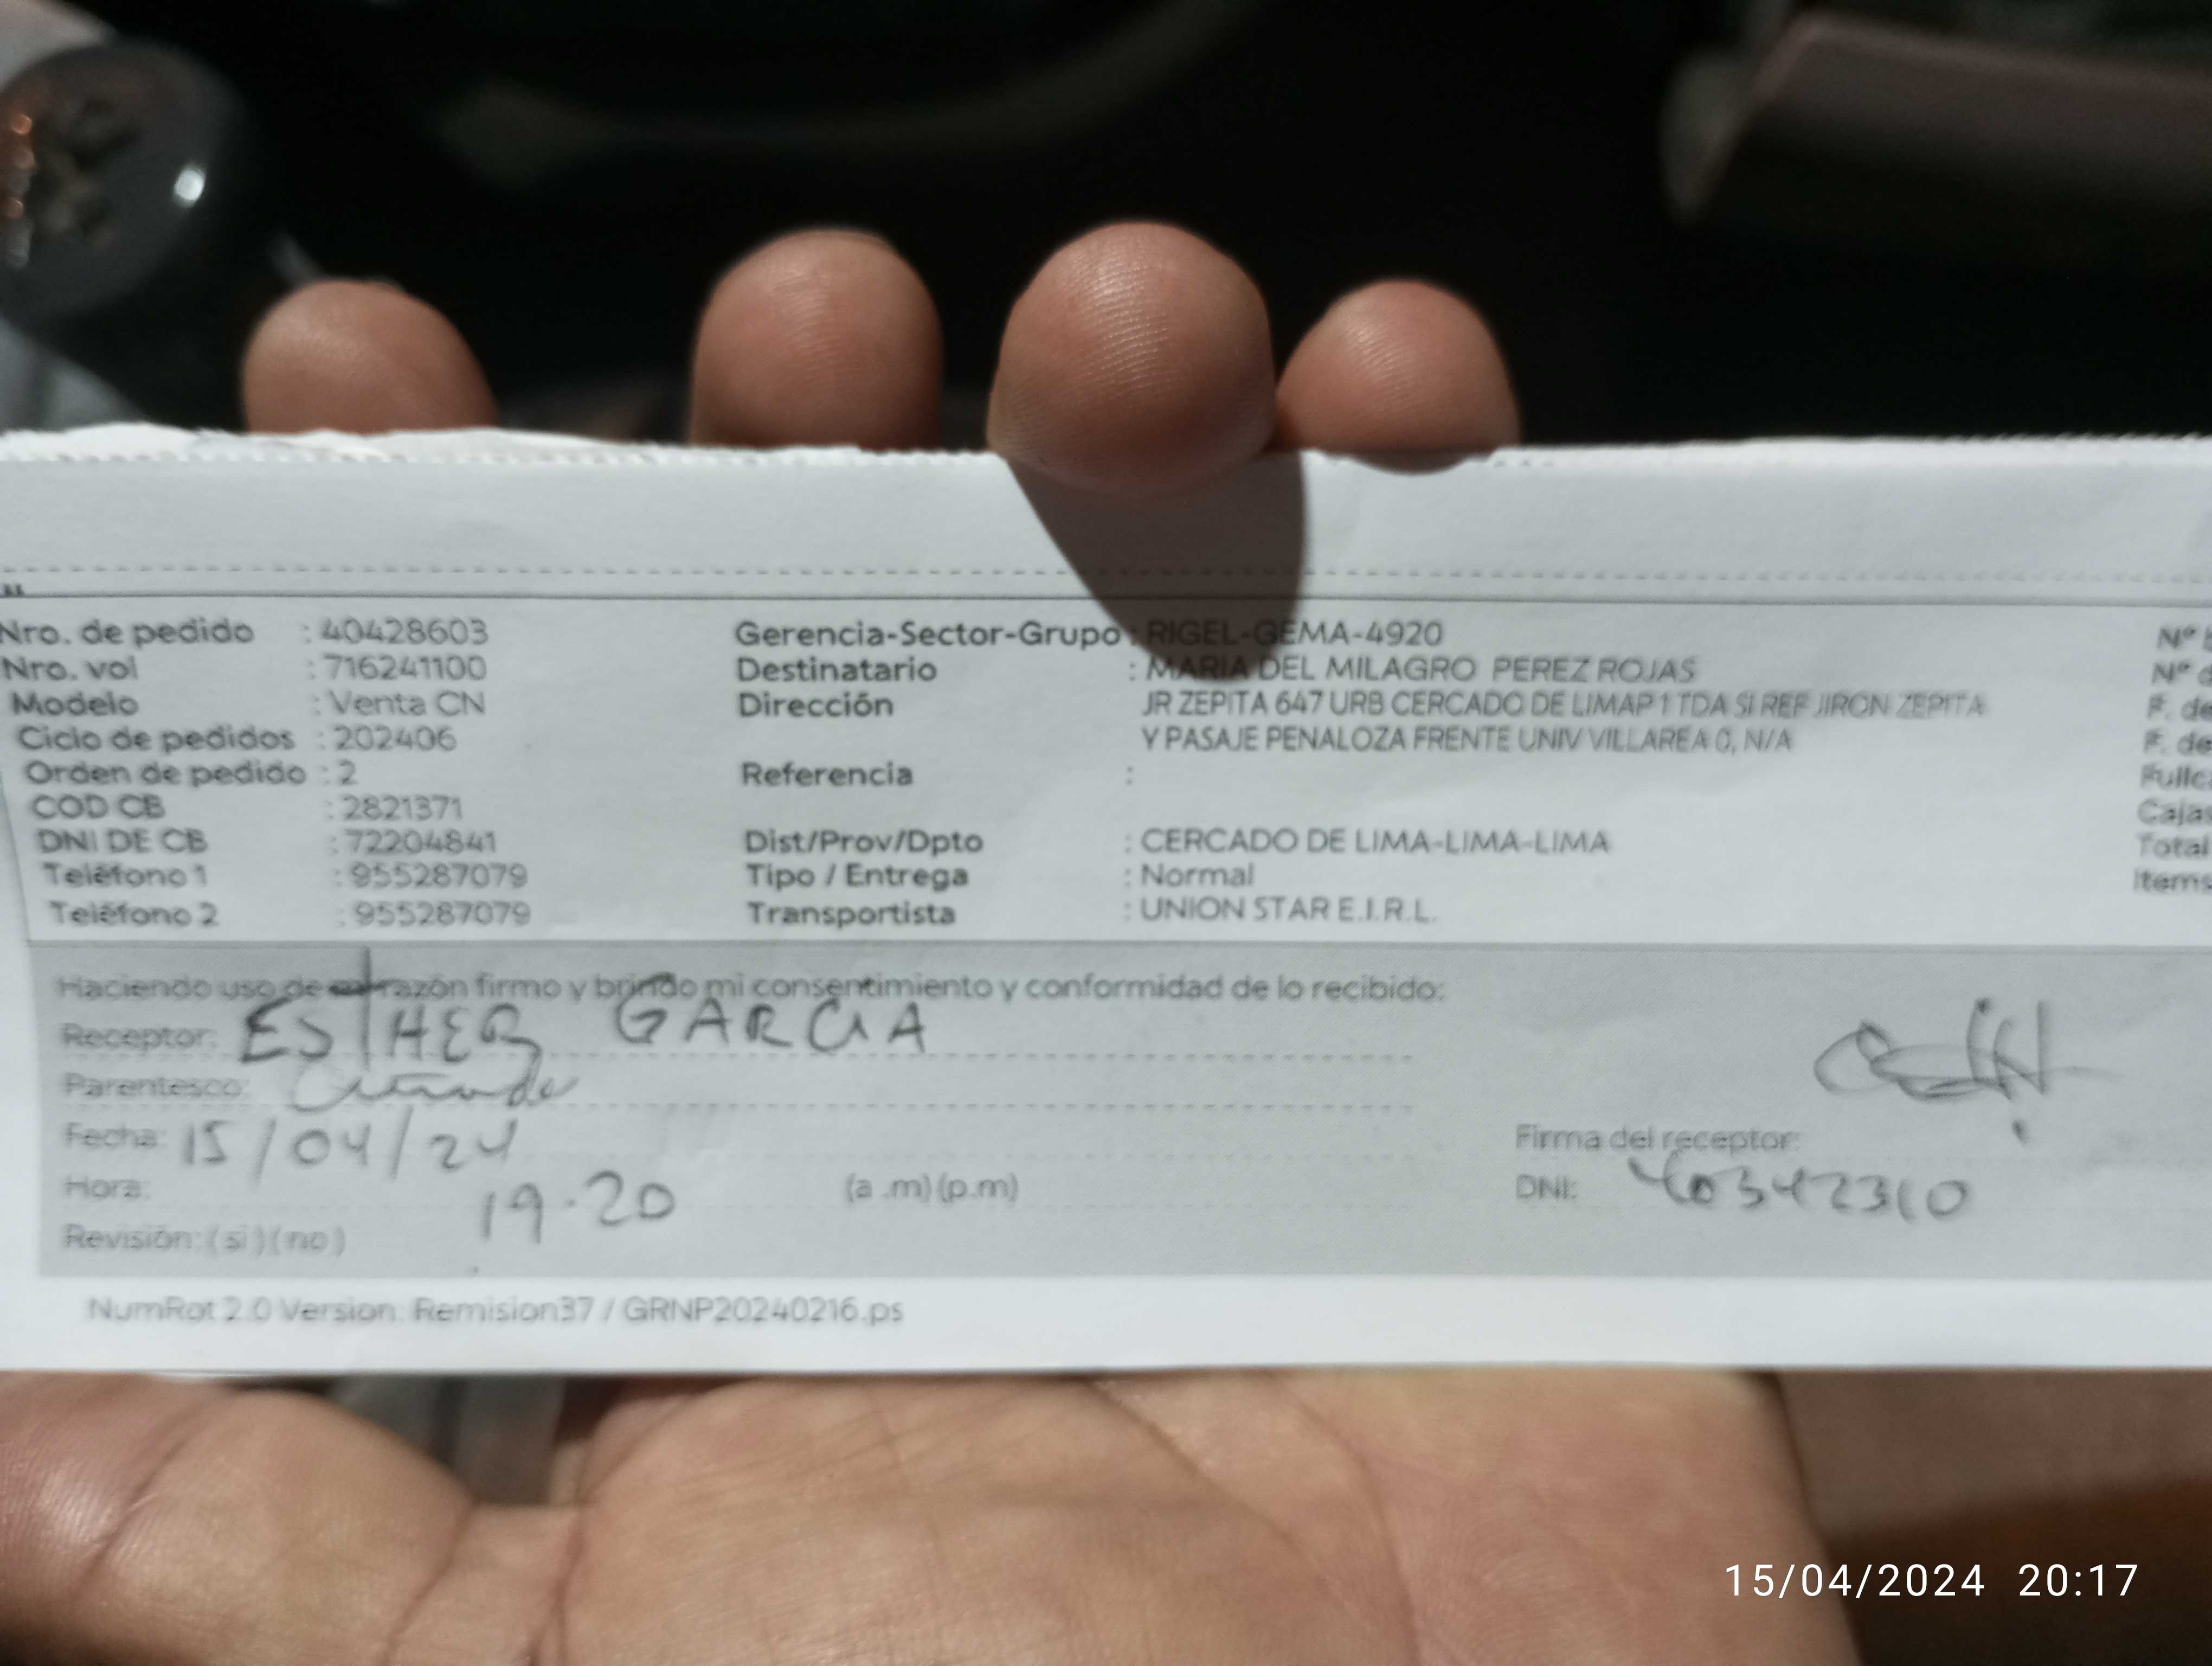 Nro. de pedido : 40428603
Nro. vol : 716241100
Modelo : Venta CN
Ciclo de pedidos : 202406
Orden de pedido : 2
COD CB : 2821371
DNI DE CB : 72204841
Teléfono 1 : 955287079
Teléfono 2 : 955287079
Gerencia-Sector-Grupo : RIGEL-GEMA-4920
Destinatario : MARIA DEL MILAGRO PEREZ ROJAS
Dirección JR ZEPITA 647 URB CERCADO DE LIMAP 1 TDA SI REF JIRON ZEPITA
Y PASAJE PENALOZA FRENTE UNIV VILLAREA 0, N/A
Referencia :
Dist/Prov/Dpto : CERCADO DE LIMA-LIMA-LIMA
Tipo / Entrega : Normal
Transportista : UNION STAR E.I.R.L.
Nº
Nº
F. de
F. de
Total
Items
Haciendo uso de razón firmo y brindo mi consentimiento y conformidad de lo recibido:
Receptor: ESTHER GARCIA
Parentesco: Cuñada
Fecha: 15/04/24
Hora: 19.20 (a .m) (p.m)
Revisión: (si) (no)
Firma del receptor:
DNI: 40342310
NumRot 2.0 Version: Remision37 / GRNP20240216.ps
15/04/2024 20:17